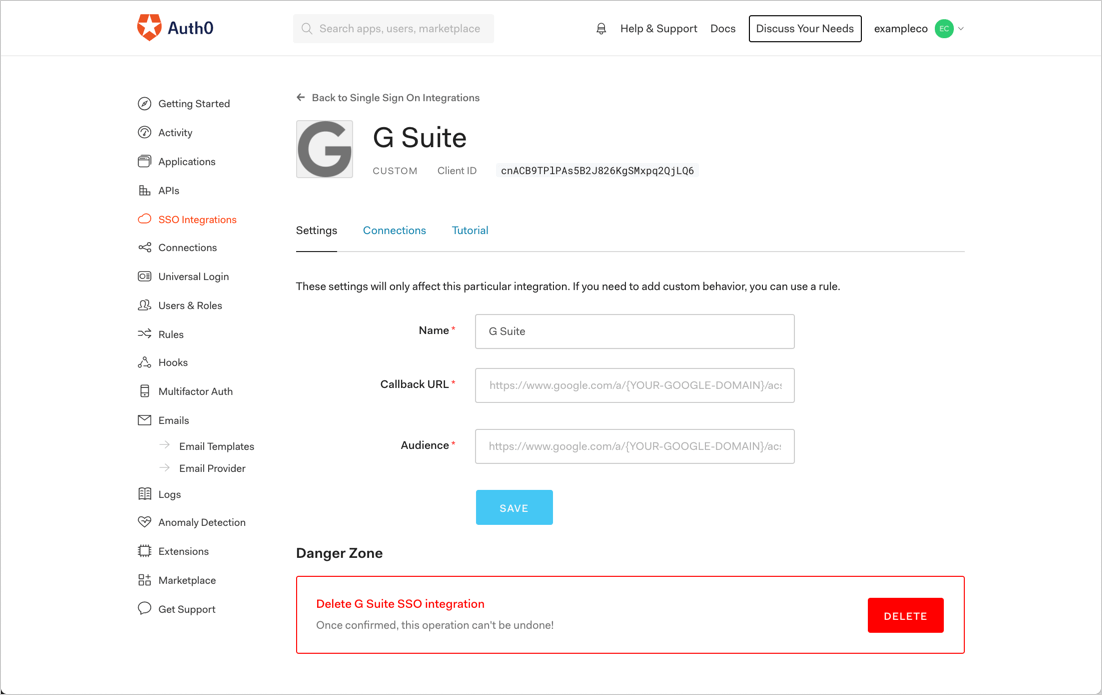 Auth0
Search apps, users, marketplace
Help & Support
Docs
Discuss Your Needs
exampleco
EC
Getting Started
Activity
Applications
APIs
SSO Integrations
Connections
Universal Login
Users & Roles
Rules
Hooks
Multifactor Auth
Emails
Email Templates
Email Provider
Logs
Anomaly Detection
Extensions
Marketplace
Get Support
Back to Single Sign On Integrations
G
G Suite
CUSTOM
Client ID
cnACB9TPlPAs5B2J826KgSMxpq2QjLQ6
Settings
Connections
Tutorial
These settings will only affect this particular integration. If you need to add custom behavior, you can use a rule.
Name*
G Suite
Callback URL*
https://www.google.com/a/{YOUR-GOOGLE-DOMAIN}/acs
Audience*
https://www.google.com/a/{YOUR-GOOGLE-DOMAIN}/acs
SAVE
Danger Zone
Delete G Suite SSO integration
Once confirmed, this operation can't be undone!
DELETE